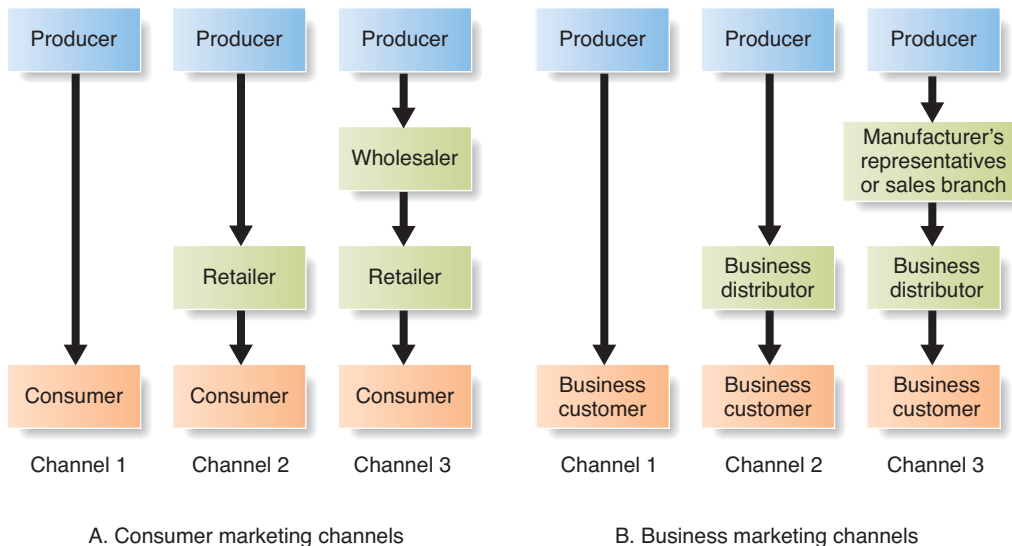 Producer
Producer
Producer
Producer
Producer
Producer
Wholesaler
Manufacturer's
representatives
or sales branch
Retailer
Retailer
Business
distributor
Business
distributor
Consumer
Consumer
Consumer
Business
customer
Business
customer
Business
customer
Channel 1
Channel 2
Channel 3
Channel 1
Channel 2
Channel 3
A. Consumer marketing channels
B. Business marketing channels